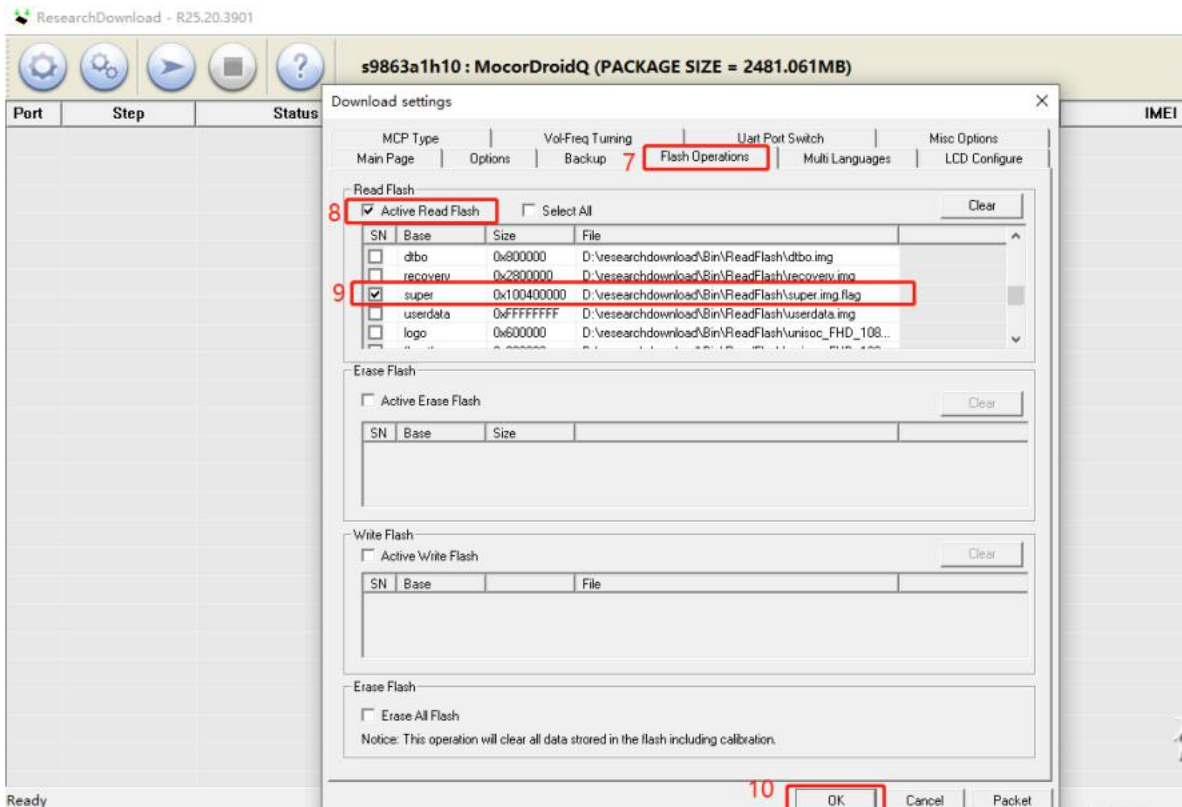 ResearchDownload - R25.20.3901
s9863a1h10 : MocorDroidQ (PACKAGE SIZE = 2481.061MB)
Port Step Status IMEI
Download settings
MCP Type Vol-Freq Turning Uart Port Switch Misc Options
Main Page Options Backup 7 Flash Operations Multi Languages LCD Configure
Read Flash
8 Active Read Flash Select All Clear
SN Base Size File
dtbo 0x800000 D:\researchdownload\Bin\ReadFlash\dtbo.img
recovery 0x2800000 D:\researchdownload\Bin\ReadFlash\recovery.img
9 super 0x100400000 D:\researchdownload\Bin\ReadFlash\super.img.flag
userdata 0xFFFFFFFF D:\researchdownload\Bin\ReadFlash\userdata.img
logo 0x600000 D:\researchdownload\Bin\ReadFlash\unisoc_FHD_108...
Erase Flash
Active Erase Flash Clear
SN Base Size
Write Flash
Active Write Flash Clear
SN Base File
Erase Flash
Erase All Flash
Notice: This operation will clear all data strored in the flash including calibration.
10 OK Cancel Packet
Ready